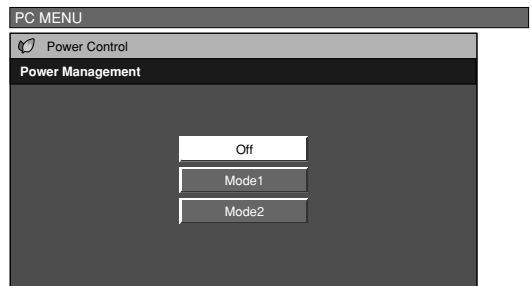 PC MENU
Power Control
Power Management
Off
Mode1
Mode2